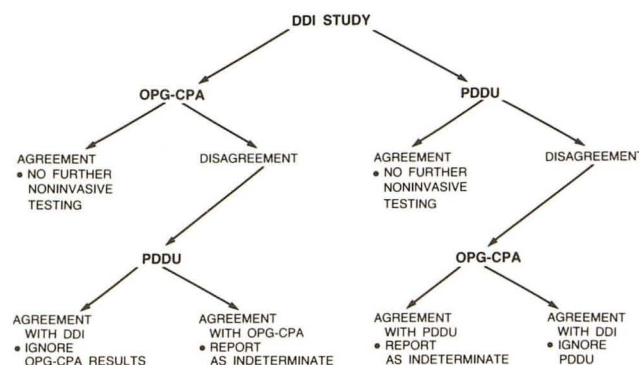 DDI STUDY
OPG-CPA
PDDU
AGREEMENT
• NO FURTHER
NONINVASIVE
TESTING
DISAGREEMENT
AGREEMENT
• NO FURTHER
NONINVASIVE
TESTING
DISAGREEMENT
PDDU
OPG-CPA
AGREEMENT
WITH DDI
• IGNORE
OPG-CPA RESULTS
AGREEMENT
WITH OPG-CPA
• REPORT
AS INDETERMINATE
AGREEMENT
WITH PDDU
• REPORT
AS INDETERMINATE
AGREEMENT
WITH DDI
• IGNORE
PDDU